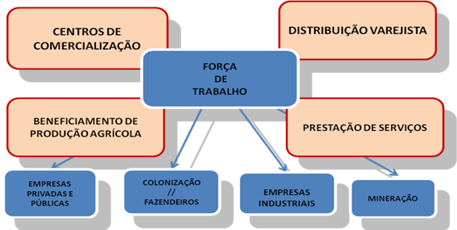 CENTROS DE
COMERCIALIZAÇÃO
DISTRIBUIÇÃO VAREJISTA
FORÇA
DE
TRABALHO
BENEFICIAMENTO DE
PRODUÇÃO AGRÍCOLA
PRESTAÇÃO DE SERVIÇOS
EMPRESAS
PRIVADAS E
PÚBLICAS
COLONIZAÇÃO
//
FAZENDEIROS
EMPRESAS
INDUSTRIAIS
MINERAÇÃO